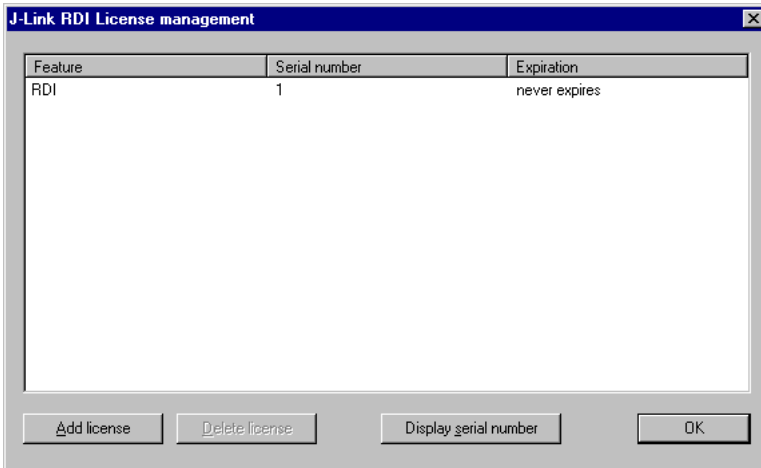 J-Link RDI License management
Feature Serial number Expiration
RDI 1 never expires
Add license Delete license Display serial number OK